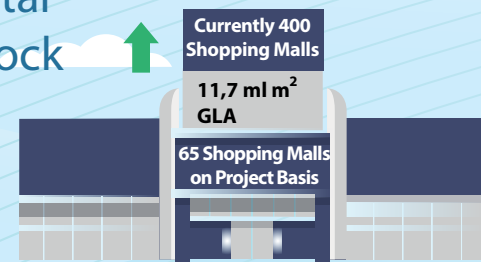 ock
Currently 400
Shopping Malls
11,7 ml m²
GLA
65 Shopping Malls
on Project Basis